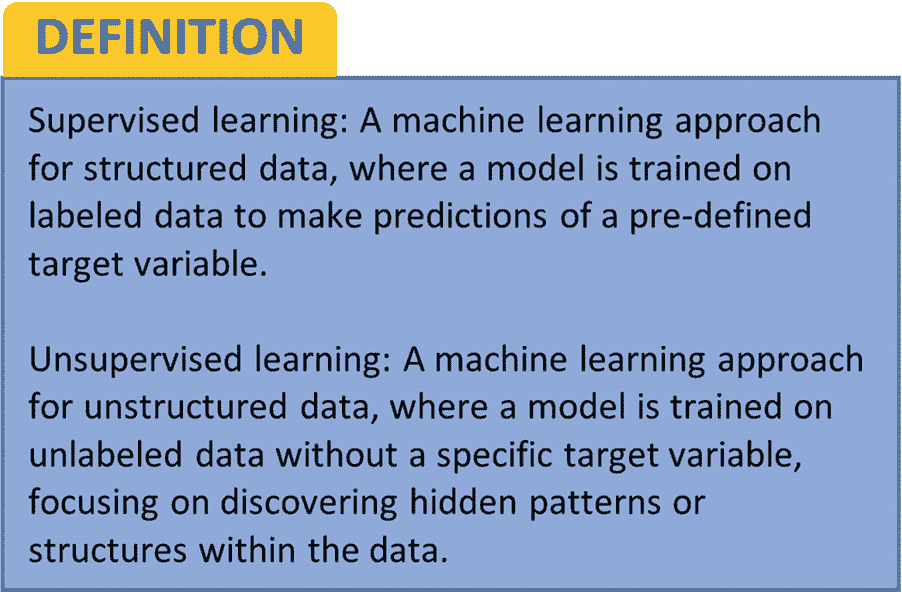 DEFINITION
Supervised learning: A machine learning approach
for structured data, where a model is trained on
labeled data to make predictions of a pre-defined
target variable.
Unsupervised learning: A machine learning approach
for unstructured data, where a model is trained on
unlabeled data without a specific target variable,
focusing on discovering hidden patterns or
structures within the data.